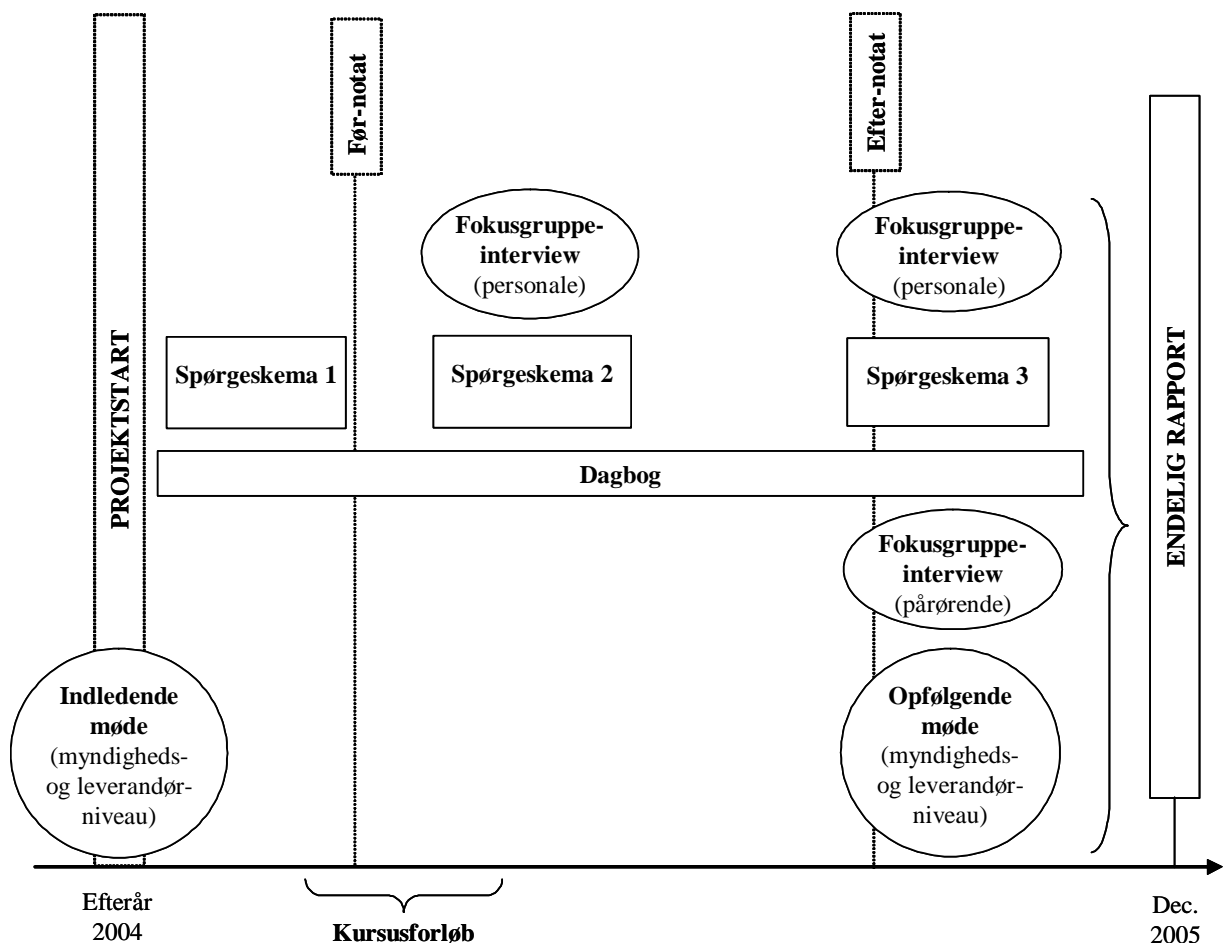 PROJEKTSTART
Før-notat
Efter-notat
ENDELIG RAPPORT
Fokusgruppe-
interview
(personale)
Fokusgruppe-
interview
(personale)
Spørgeskema 1
Spørgeskema 2
Spørgeskema 3
Dagbog
Fokusgruppe-
interview
(pårørende)
Indledende
møde
(myndigheds-
og leverandør-
niveau)
Opfølgende
møde
(myndigheds-
og leverandør-
niveau)
Efterår
2004
Kursusforløb
Dec.
2005